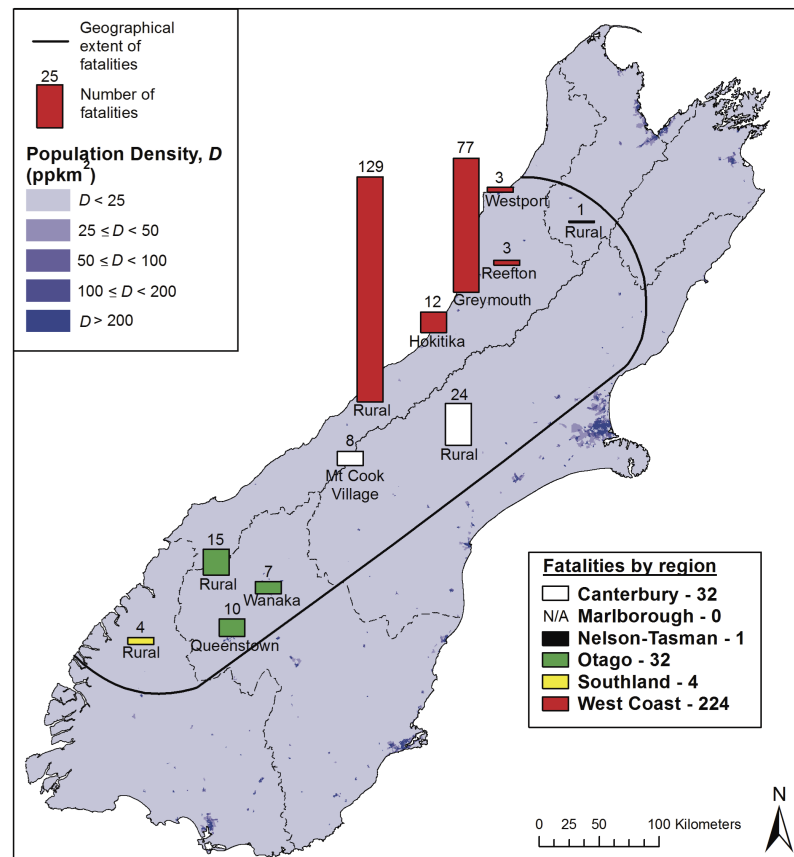 Geographical
extent of
fatalities
25
Number of
fatalities
Population Density, D
(ppkm²)
D < 25
25 ≤ D < 50
50 ≤ D < 100
100 ≤ D < 200
D > 200
129
Rural
77
Greymouth
3
Westport
1
Rural
3
Reefton
12
Hokitika
24
Rural
8
Mt Cook
Village
15
Rural
7
Wanaka
10
Queenstown
4
Rural
Fatalities by region
Canterbury - 32
N/A Marlborough - 0
Nelson-Tasman - 1
Otago - 32
Southland - 4
West Coast - 224
0 25 50 100 Kilometers
N